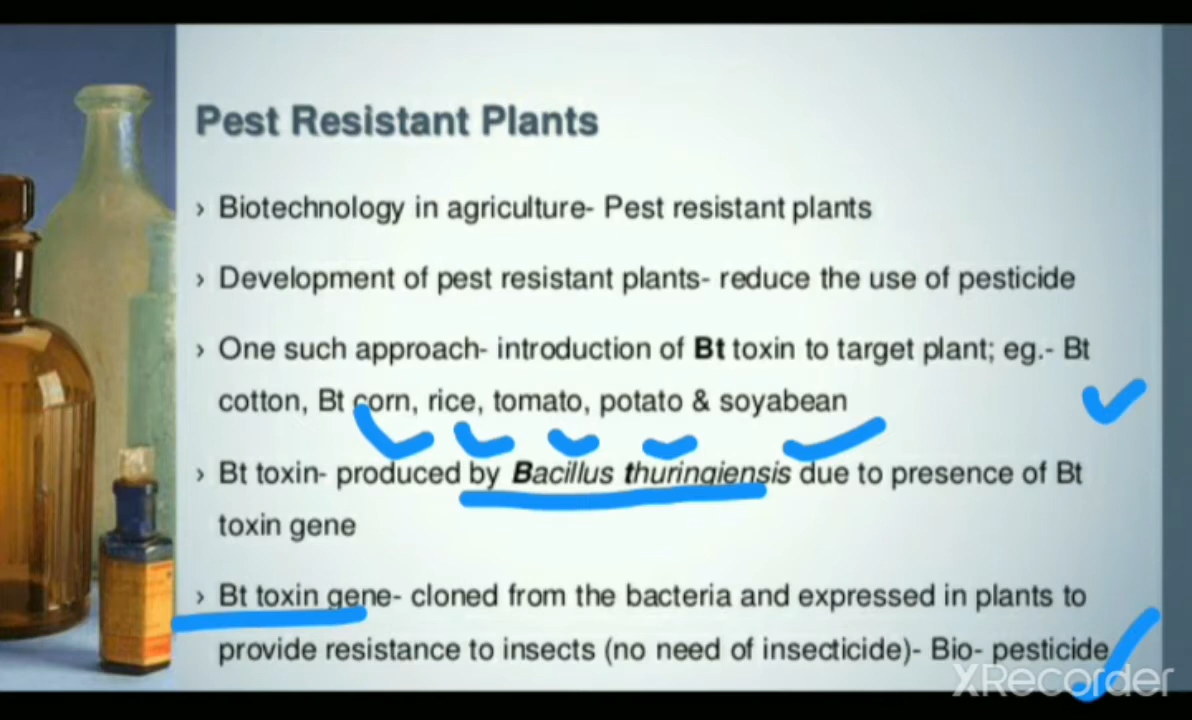 Pest Resistant Plants
› Biotechnology in agriculture- Pest resistant plants
› Development of pest resistant plants- reduce the use of pesticide
› One such approach- introduction of Bt toxin to target plant; eg.- Bt
cotton, Bt corn, rice, tomato, potato & soyabean
› Bt toxin- produced by Bacillus thuringiensis due to presence of Bt
toxin gene
› Bt toxin gene- cloned from the bacteria and expressed in plants to
provide resistance to insects (no need of insecticide)- Bio- pesticide
XRecorder